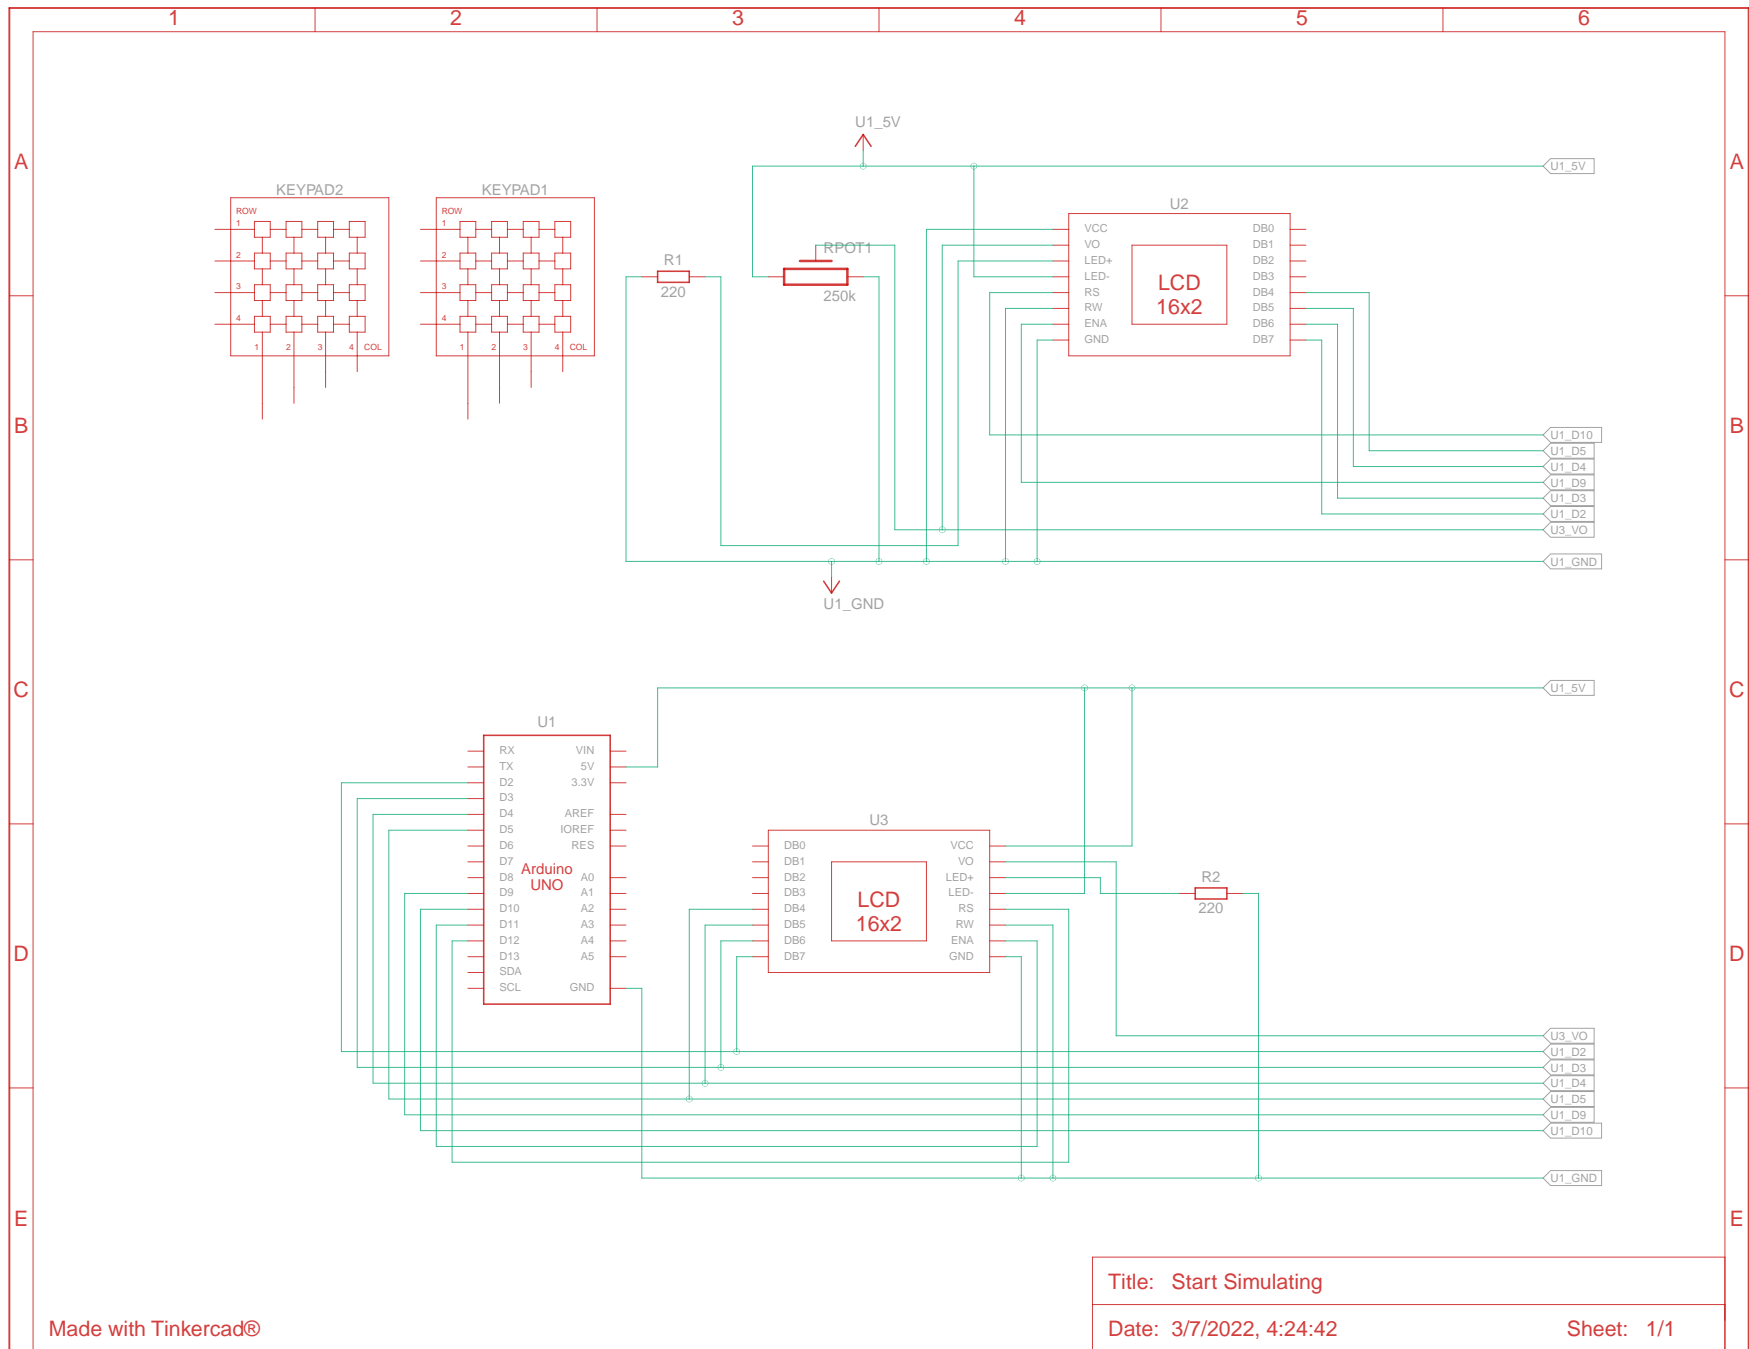 1 2 3 4 5 6
U1_5V
A U1_5V A
KEYPAD2 KEYPAD1
ROW ROW
1 1
2 2
3 3
4 4
1 2 3 4 COL 1 2 3 4 COL
R1
220
RPOT1
250k
U2
VCC DB0
VO DB1
LED+ DB2
LED- DB3
RS DB4
RW DB5
ENA DB6
GND DB7
LCD
16x2
B B
U1_D10
U1_D5
U1_D4
U1_D9
U1_D3
U1_D2
U3_VO
U1_GND
U1_GND
C U1_5V C
U1
RX VIN
TX 5V
D2 3.3V
D3
D4 AREF
D5 IOREF
D6 RES
D7
D8 A0
D9 A1
D10 A2
D11 A3
D12 A4
D13 A5
SDA
SCL GND
Arduino
UNO
U3
DB0 VCC
DB1 VO
DB2 LED+
DB3 LED-
DB4 RS
DB5 RW
DB6 ENA
DB7 GND
LCD
16x2
R2
220
D D
U3_VO
U1_D2
U1_D3
U1_D4
U1_D5
U1_D9
U1_D10
U1_GND
E E
Title: Start Simulating
Made with Tinkercad®
Date: 3/7/2022, 4:24:42 Sheet: 1/1